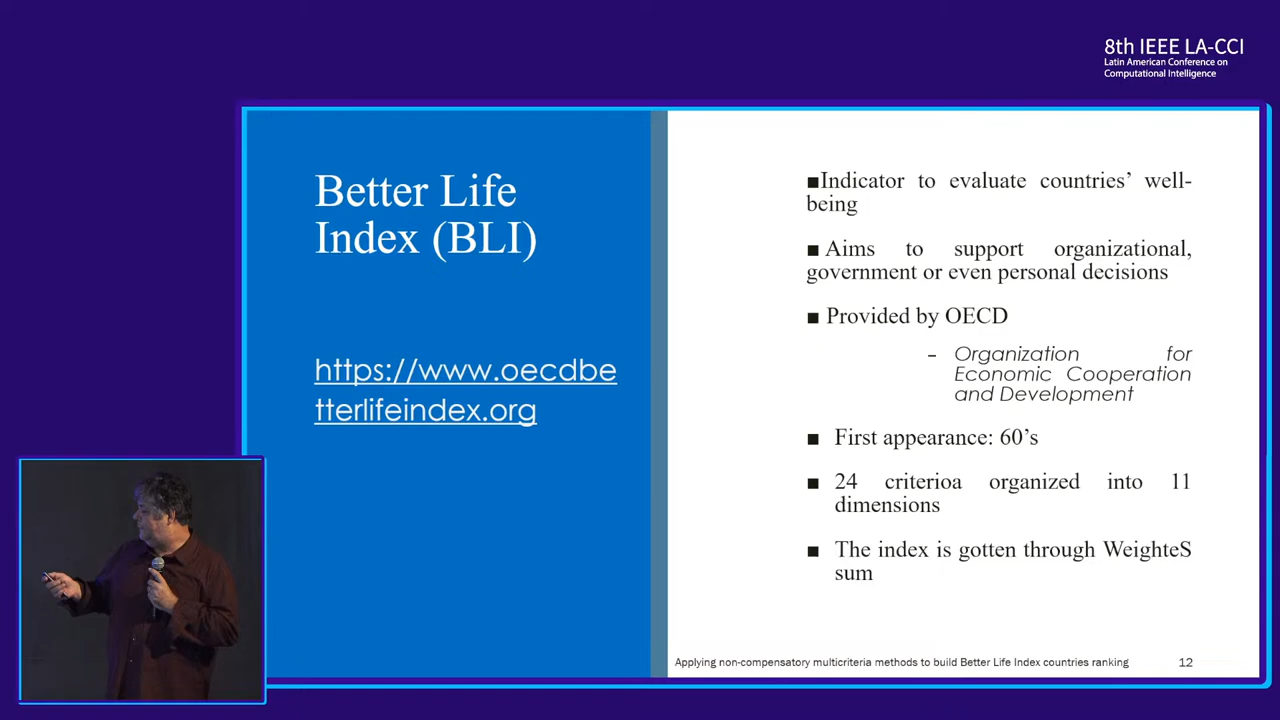 8th IEEE LA-CCI
Latin American Conference on
Computational Intelligence
Better Life
Index (BLI)
https://www.oecdbe
tterlifeindex.org
■Indicator to evaluate countries’ well-
being
■ Aims to support organizational,
government or even personal decisions
■ Provided by OECD
– Organization for
Economic Cooperation
and Development
■ First appearance: 60’s
■ 24 criterioa organized into 11
dimensions
■ The index is gotten through WeighteS
sum
Applying non-compensatory multicriteria methods to build Better Life Index countries ranking 12